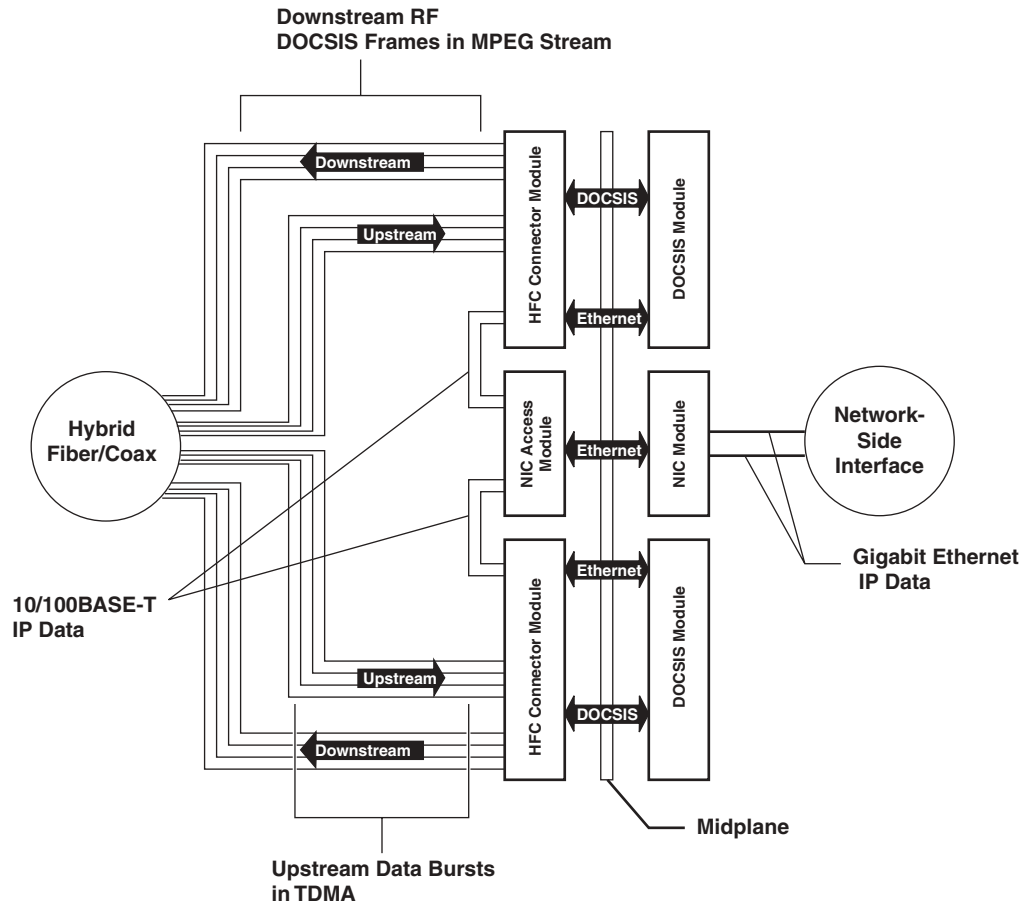 Downstream RF
DOCSIS Frames in MPEG Stream
Downstream
Upstream
HFC Connector Module
DOCSIS
Ethernet
DOCSIS Module
Hybrid
Fiber/Coax
NIC Access
Module
Ethernet
NIC Module
Network-
Side
Interface
Gigabit Ethernet
IP Data
10/100BASE-T
IP Data
Upstream
Downstream
HFC Connector Module
Ethernet
DOCSIS
DOCSIS Module
Midplane
Upstream Data Bursts
in TDMA